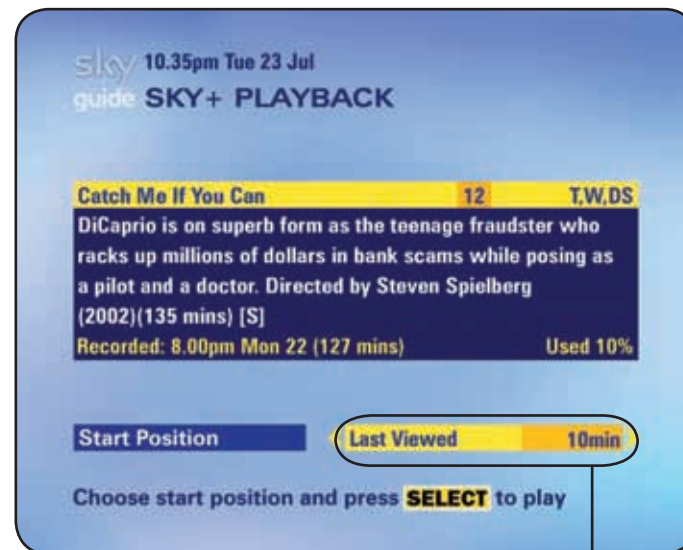 sky 10.35pm Tue 23 Jul
guide SKY+ PLAYBACK
Catch Me If You Can 12 T,W,DS
DiCaprio is on superb form as the teenage fraudster who
racks up millions of dollars in bank scams while posing as
a pilot and a doctor. Directed by Steven Spielberg
(2002)(135 mins) [S]
Recorded: 8.00pm Mon 22 (127 mins) Used 10%
Start Position Last Viewed 10min
Choose start position and press SELECT to play